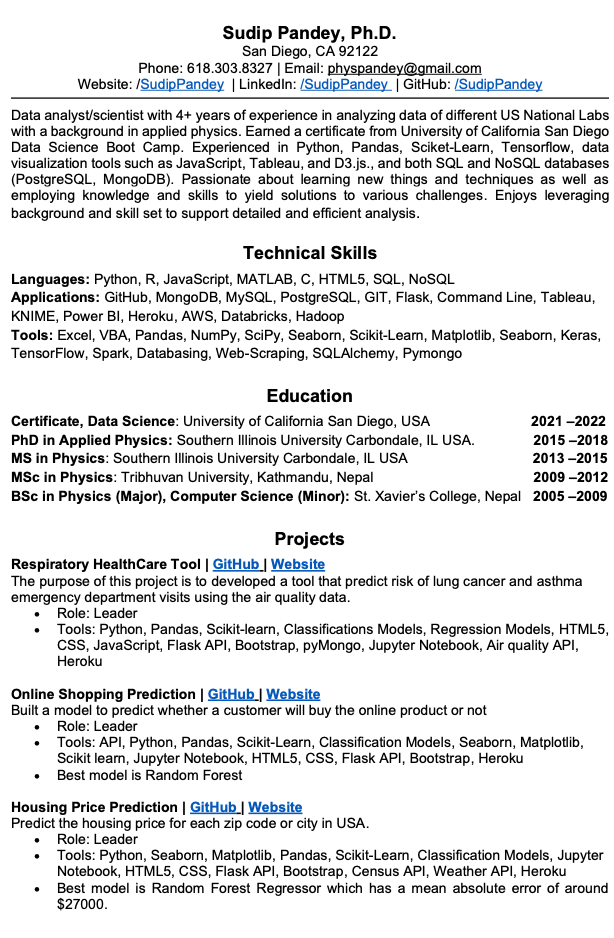 Sudip Pandey, Ph.D.
San Diego, CA 92122
Phone: 618.303.8327 | Email: physpandey@gmail.com
Website: /SudipPandey | LinkedIn: /SudipPandey | GitHub: /SudipPandey
Data analyst/scientist with 4+ years of experience in analyzing data of different US National Labs
with a background in applied physics. Earned a certificate from University of California San Diego
Data Science Boot Camp. Experienced in Python, Pandas, Sciket-Learn, Tensorflow, data
visualization tools such as JavaScript, Tableau, and D3.js., and both SQL and NoSQL databases
(PostgreSQL, MongoDB). Passionate about learning new things and techniques as well as
employing knowledge and skills to yield solutions to various challenges. Enjoys leveraging
background and skill set to support detailed and efficient analysis.
Technical Skills
Languages: Python, R, JavaScript, MATLAB, C, HTML5, SQL, NoSQL
Applications: GitHub, MongoDB, MySQL, PostgreSQL, GIT, Flask, Command Line, Tableau,
KNIME, Power BI, Heroku, AWS, Databricks, Hadoop
Tools: Excel, VBA, Pandas, NumPy, SciPy, Seaborn, Scikit-Learn, Matplotlib, Seaborn, Keras,
TensorFlow, Spark, Databasing, Web-Scraping, SQLAlchemy, Pymongo
Education
Certificate, Data Science: University of California San Diego, USA 2021 –2022
PhD in Applied Physics: Southern Illinois University Carbondale, IL USA. 2015 –2018
MS in Physics: Southern Illinois University Carbondale, IL USA 2013 –2015
MSc in Physics: Tribhuvan University, Kathmandu, Nepal 2009 –2012
BSc in Physics (Major), Computer Science (Minor): St. Xavier's College, Nepal 2005 –2009
Projects
Respiratory HealthCare Tool | GitHub | Website
The purpose of this project is to developed a tool that predict risk of lung cancer and asthma
emergency department visits using the air quality data.
• Role: Leader
• Tools: Python, Pandas, Scikit-learn, Classifications Models, Regression Models, HTML5,
CSS, JavaScript, Flask API, Bootstrap, pyMongo, Jupyter Notebook, Air quality API,
Heroku
Online Shopping Prediction | GitHub | Website
Built a model to predict whether a customer will buy the online product or not
• Role: Leader
• Tools: API, Python, Pandas, Scikit-Learn, Classification Models, Seaborn, Matplotlib,
Scikit learn, Jupyter Notebook, HTML5, CSS, Flask API, Bootstrap, Heroku
• Best model is Random Forest
Housing Price Prediction | GitHub | Website
Predict the housing price for each zip code or city in USA.
• Role: Leader
• Tools: Python, Seaborn, Matplotlib, Pandas, Scikit-Learn, Classification Models, Jupyter
Notebook, HTML5, CSS, Flask API, Bootstrap, Census API, Weather API, Heroku
• Best model is Random Forest Regressor which has a mean absolute error of around
$27000.